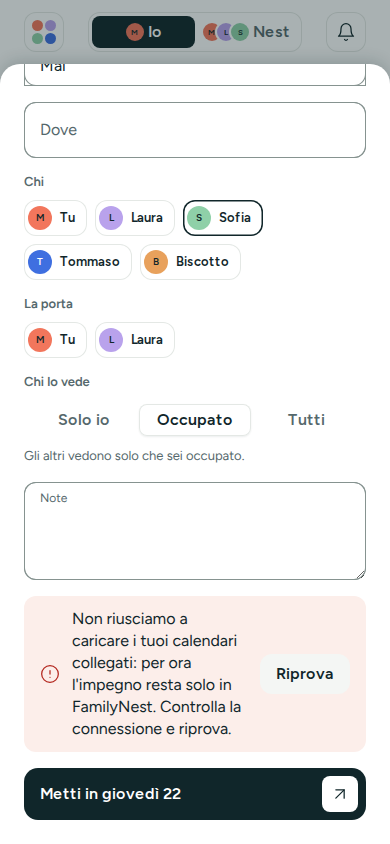 M Io
M L S Nest
Mai
Dove
Chi
M Tu
L Laura
S Sofia
T Tommaso
B Biscotto
La porta
M Tu
L Laura
Chi lo vede
Solo io
Occupato
Tutti
Gli altri vedono solo che sei occupato.
Note
Non riusciamo a
caricare i tuoi calendari
collegati: per ora
l'impegno resta solo in
FamilyNest. Controlla la
connessione e riprova.
Riprova
Metti in giovedì 22